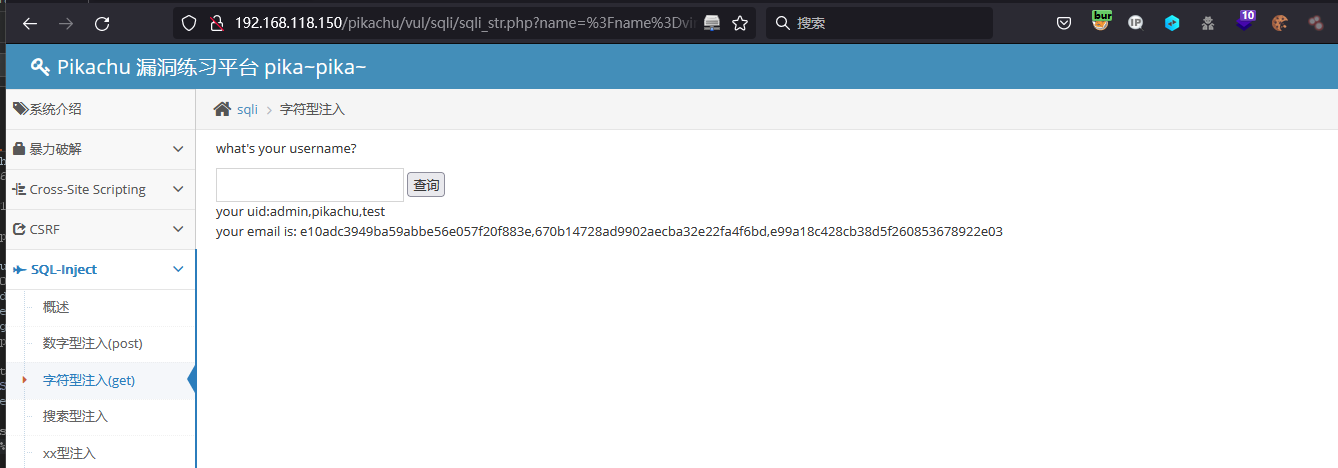 192.168.118.150/pikachu/vul/sqli/sqli_str.php?name=%3Fname%3Dvi
搜索
bur
IP
10
Pikachu 漏洞练习平台 pika~pika~
系统介绍
sqli > 字符型注入
暴力破解
what's your username?
Cross-Site Scripting
查询
CSRF
your uid:admin,pikachu,test
your email is: e10adc3949ba59abbe56e057f20f883e,670b14728ad9902aecba32e22fa4f6bd,e99a18c428cb38d5f260853678922e03
SQL-Inject
概述
数字型注入(post)
字符型注入(get)
搜索型注入
xx型注入